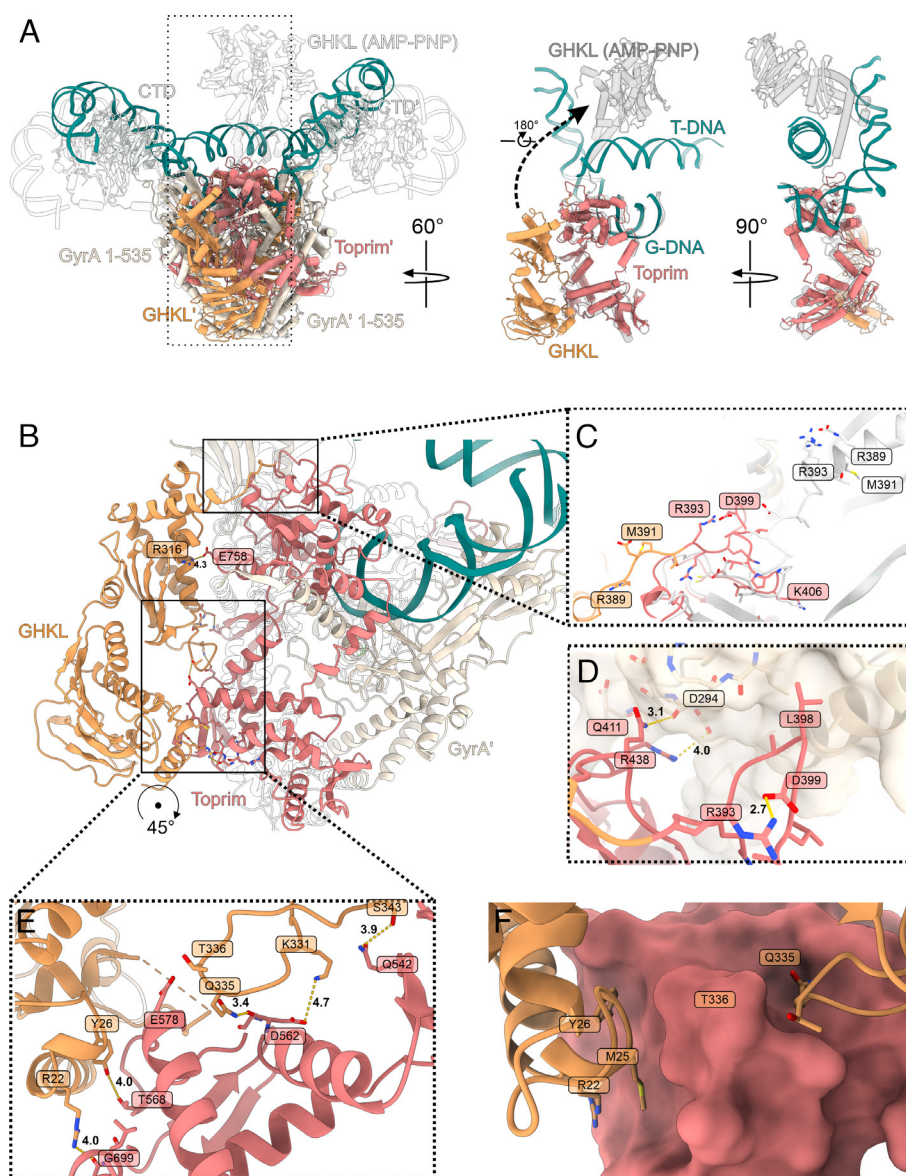 A
GHKL (AMP-PNP)
CTD
CTD'
GyrA 1-535
Toprim'
GHKL'
GyrA' 1-535
60°
GHKL (AMP-PNP)
180°
T-DNA
G-DNA
Toprim
GHKL
90°
B
R316
4.3
E758
GHKL
GyrA'
Toprim
45°
C
R389
R393
M391
R393
D399
M391
R389
K406
D
D294
3.1
Q411
L398
4.0
R438
D399
R393
2.7
E
S343
T336
K331
3.9
Q335
Q542
3.4
4.7
E578
Y26
D562
R22
4.0
T568
4.0
G699
F
Q335
T336
Y26
M25
R22